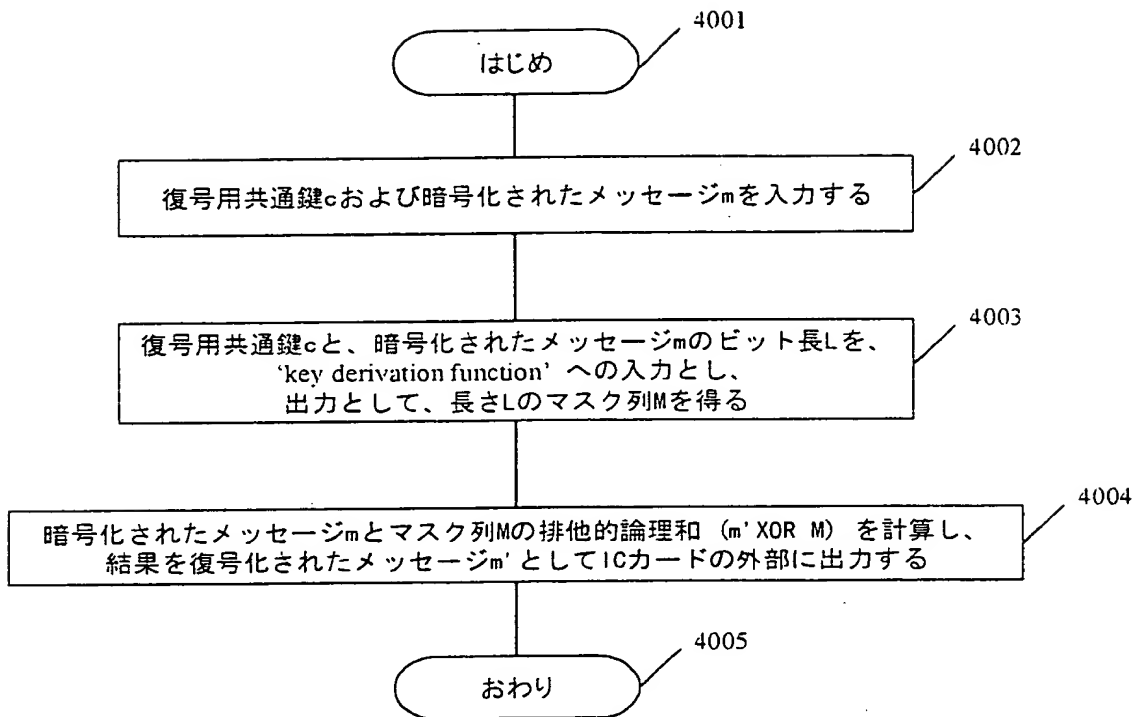 4001
はじめ
4002
復号用共通鍵cおよび暗号化されたメッセージmを入力する
4003
復号用共通鍵cと、暗号化されたメッセージmのビット長Lを、
‘key derivation function’ への入力とし、
出力として、長さLのマスク列Mを得る
4004
暗号化されたメッセージmとマスク列Mの排他的論理和 (m'XOR M) を計算し、
結果を復号化されたメッセージm'としてICカードの外部に出力する
4005
おわり